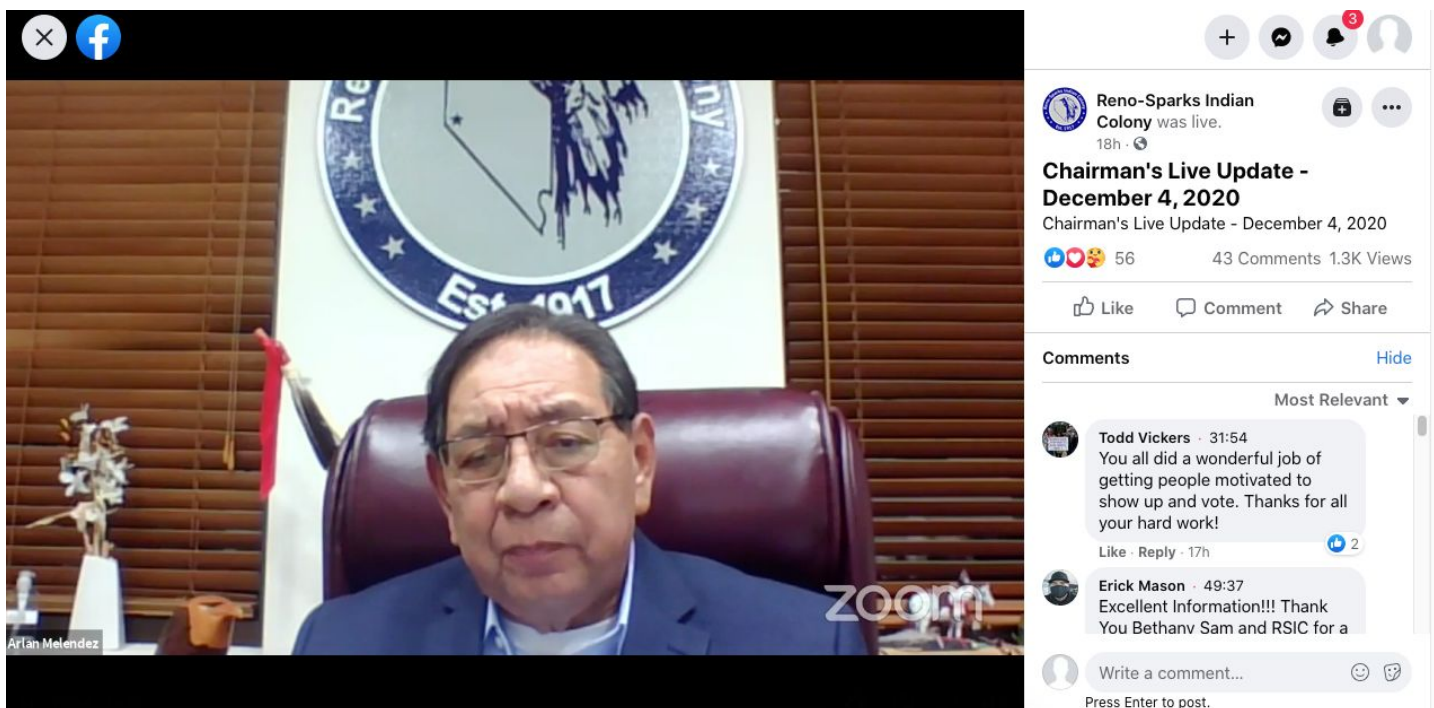 Re
ny
Est. 1917
zoom
Arlan Melendez
3
Reno-Sparks Indian
Colony was live.
18h ·
Chairman's Live Update -
December 4, 2020
Chairman's Live Update - December 4, 2020
56 43 Comments 1.3K Views
Like Comment Share
Comments Hide
Most Relevant
Todd Vickers · 31:54
You all did a wonderful job of
getting people motivated to
show up and vote. Thanks for all
your hard work!
Like · Reply · 17h 2
Erick Mason · 49:37
Excellent Information!!! Thank
You Bethany Sam and RSIC for a
Write a comment...
Press Enter to post.